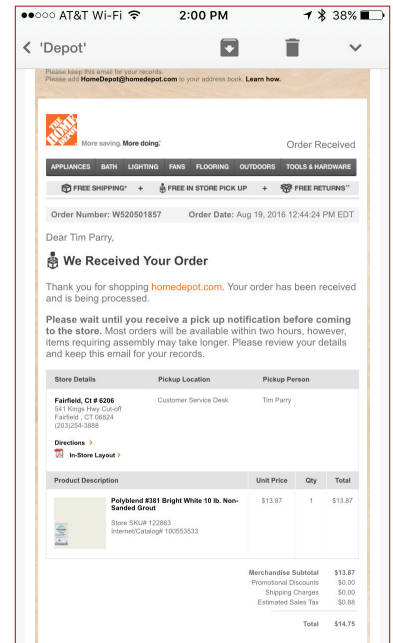 ●●○○○ AT&T Wi-Fi 2:00 PM 38%
'Depot'
Please keep this email for your records.
Please add HomeDepot@homedepot.com to your address book. Learn how.
THE HOME DEPOT
More saving. More doing.
Order Received
APPLIANCES BATH LIGHTING FANS FLOORING OUTDOORS TOOLS & HARDWARE
FREE SHIPPING* + FREE IN STORE PICK UP + FREE RETURNS**
Order Number: W520501857 Order Date: Aug 19, 2016 12:44:24 PM EDT
Dear Tim Parry,
We Received Your Order
Thank you for shopping homedepot.com. Your order has been received
and is being processed.
Please wait until you receive a pick up notification before coming
to the store. Most orders will be available within two hours, however,
items requiring assembly may take longer. Please review your details
and keep this email for your records.
Store Details Pickup Location Pickup Person
Fairfield, Ct # 6206 Customer Service Desk Tim Parry
541 Kings Hwy Cut-off
Fairfield , CT 06824
(203)254-3888
Directions >
In-Store Layout >
Product Description Unit Price Qty Total
Polyblend #381 Bright White 10 lb. Non- $13.87 1 $13.87
Sanded Grout
Store SKU# 122863
Internet/Catalog# 100553533
Merchandise Subtotal $13.87
Promotional Discounts $0.00
Shipping Charges $0.00
Estimated Sales Tax $0.88
Total $14.75